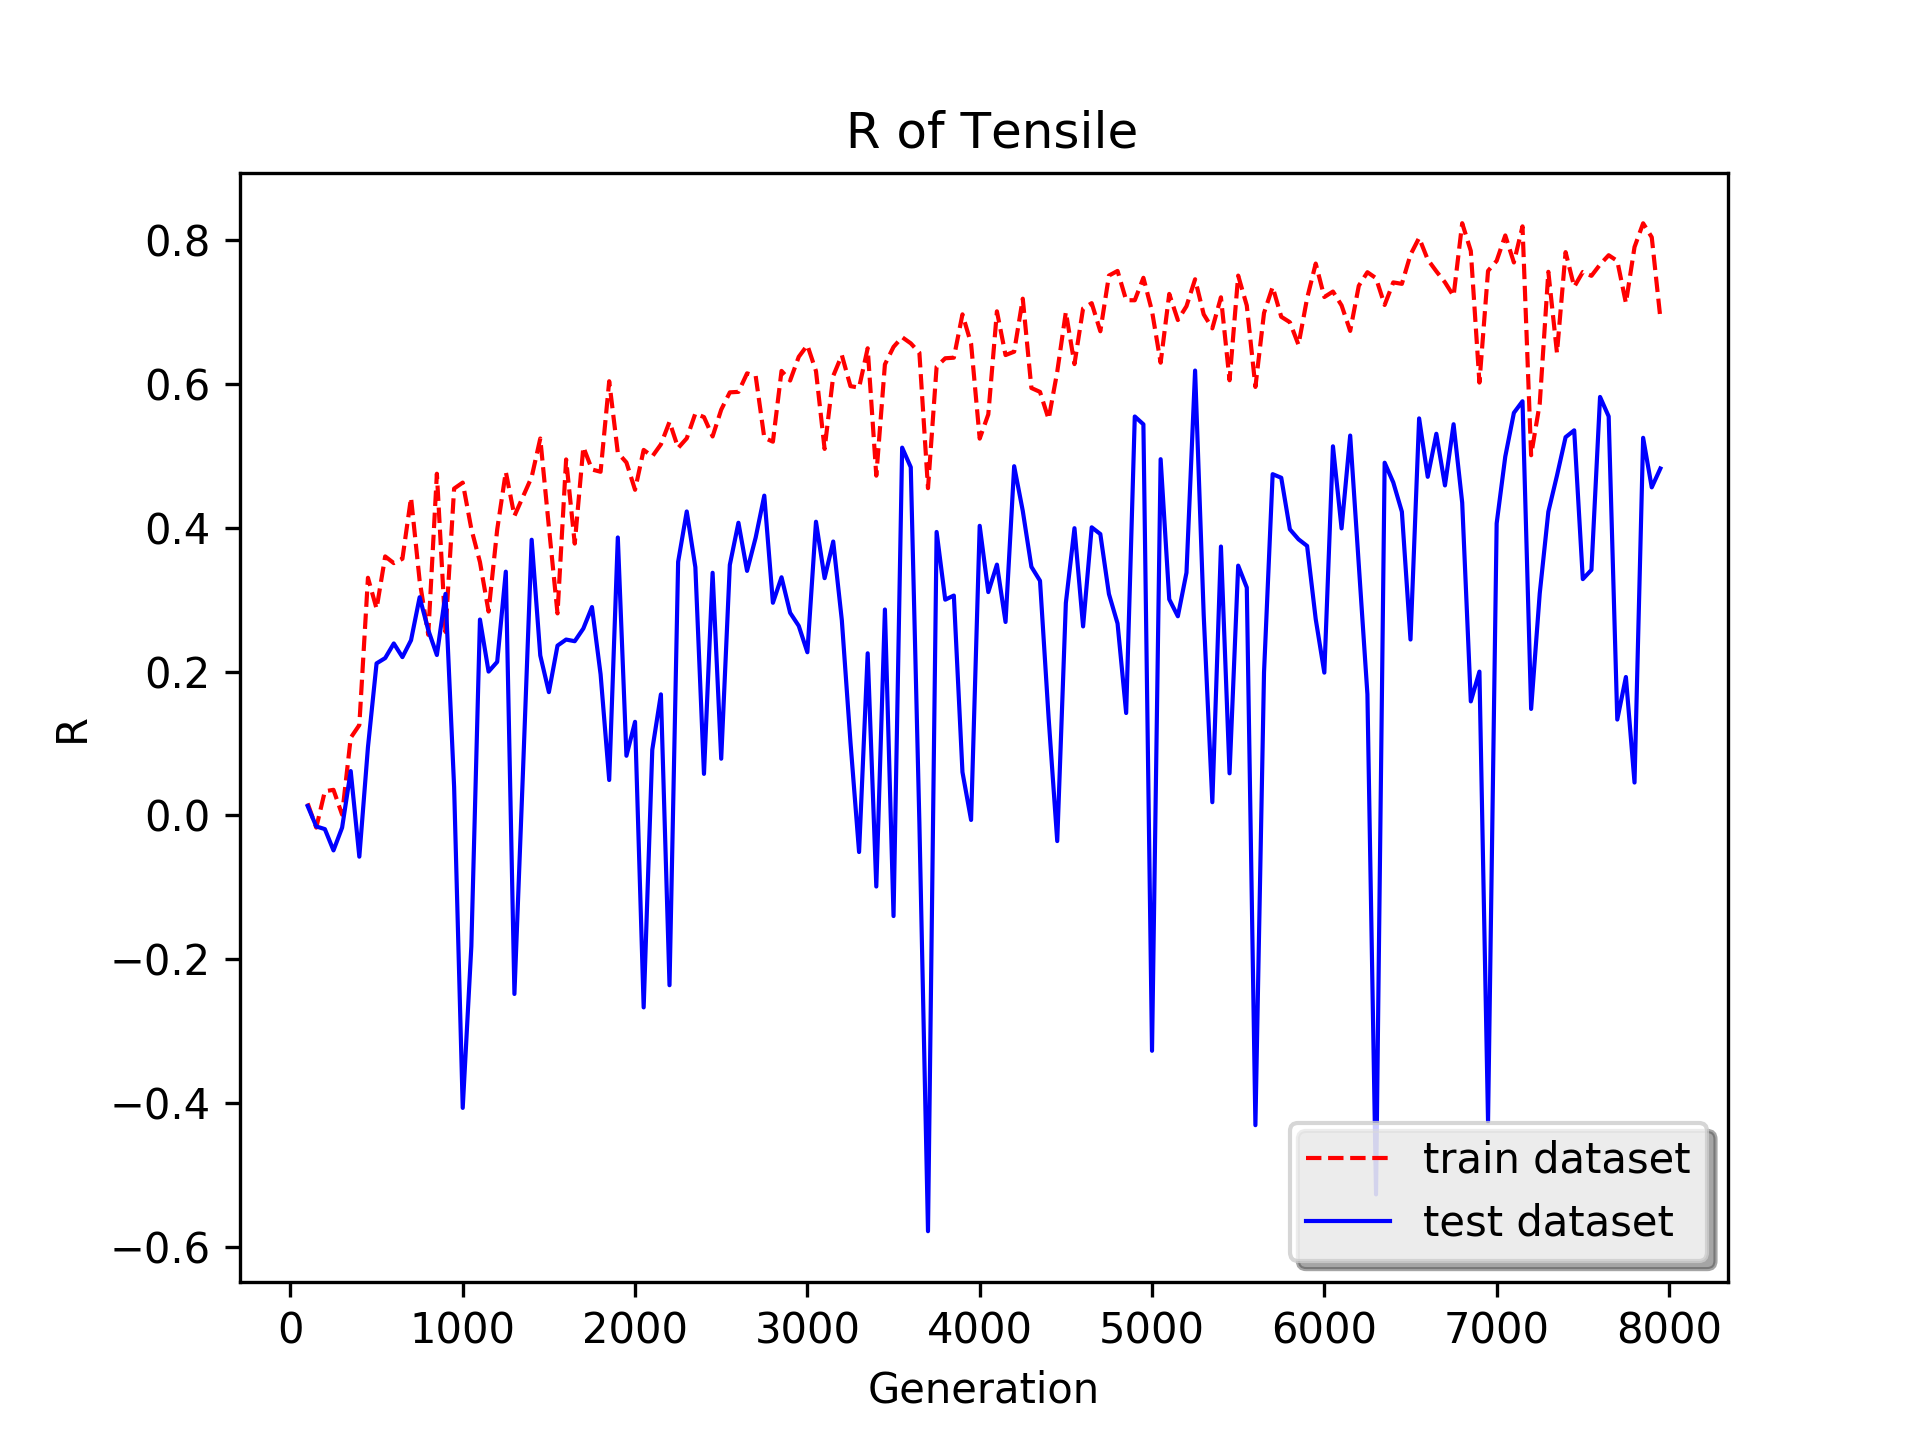 R of Tensile
0.8
0.6
0.4
0.2
0.0
−0.2
−0.4
−0.6
R
0 1000 2000 3000 4000 5000 6000 7000 8000
Generation
train dataset
test dataset